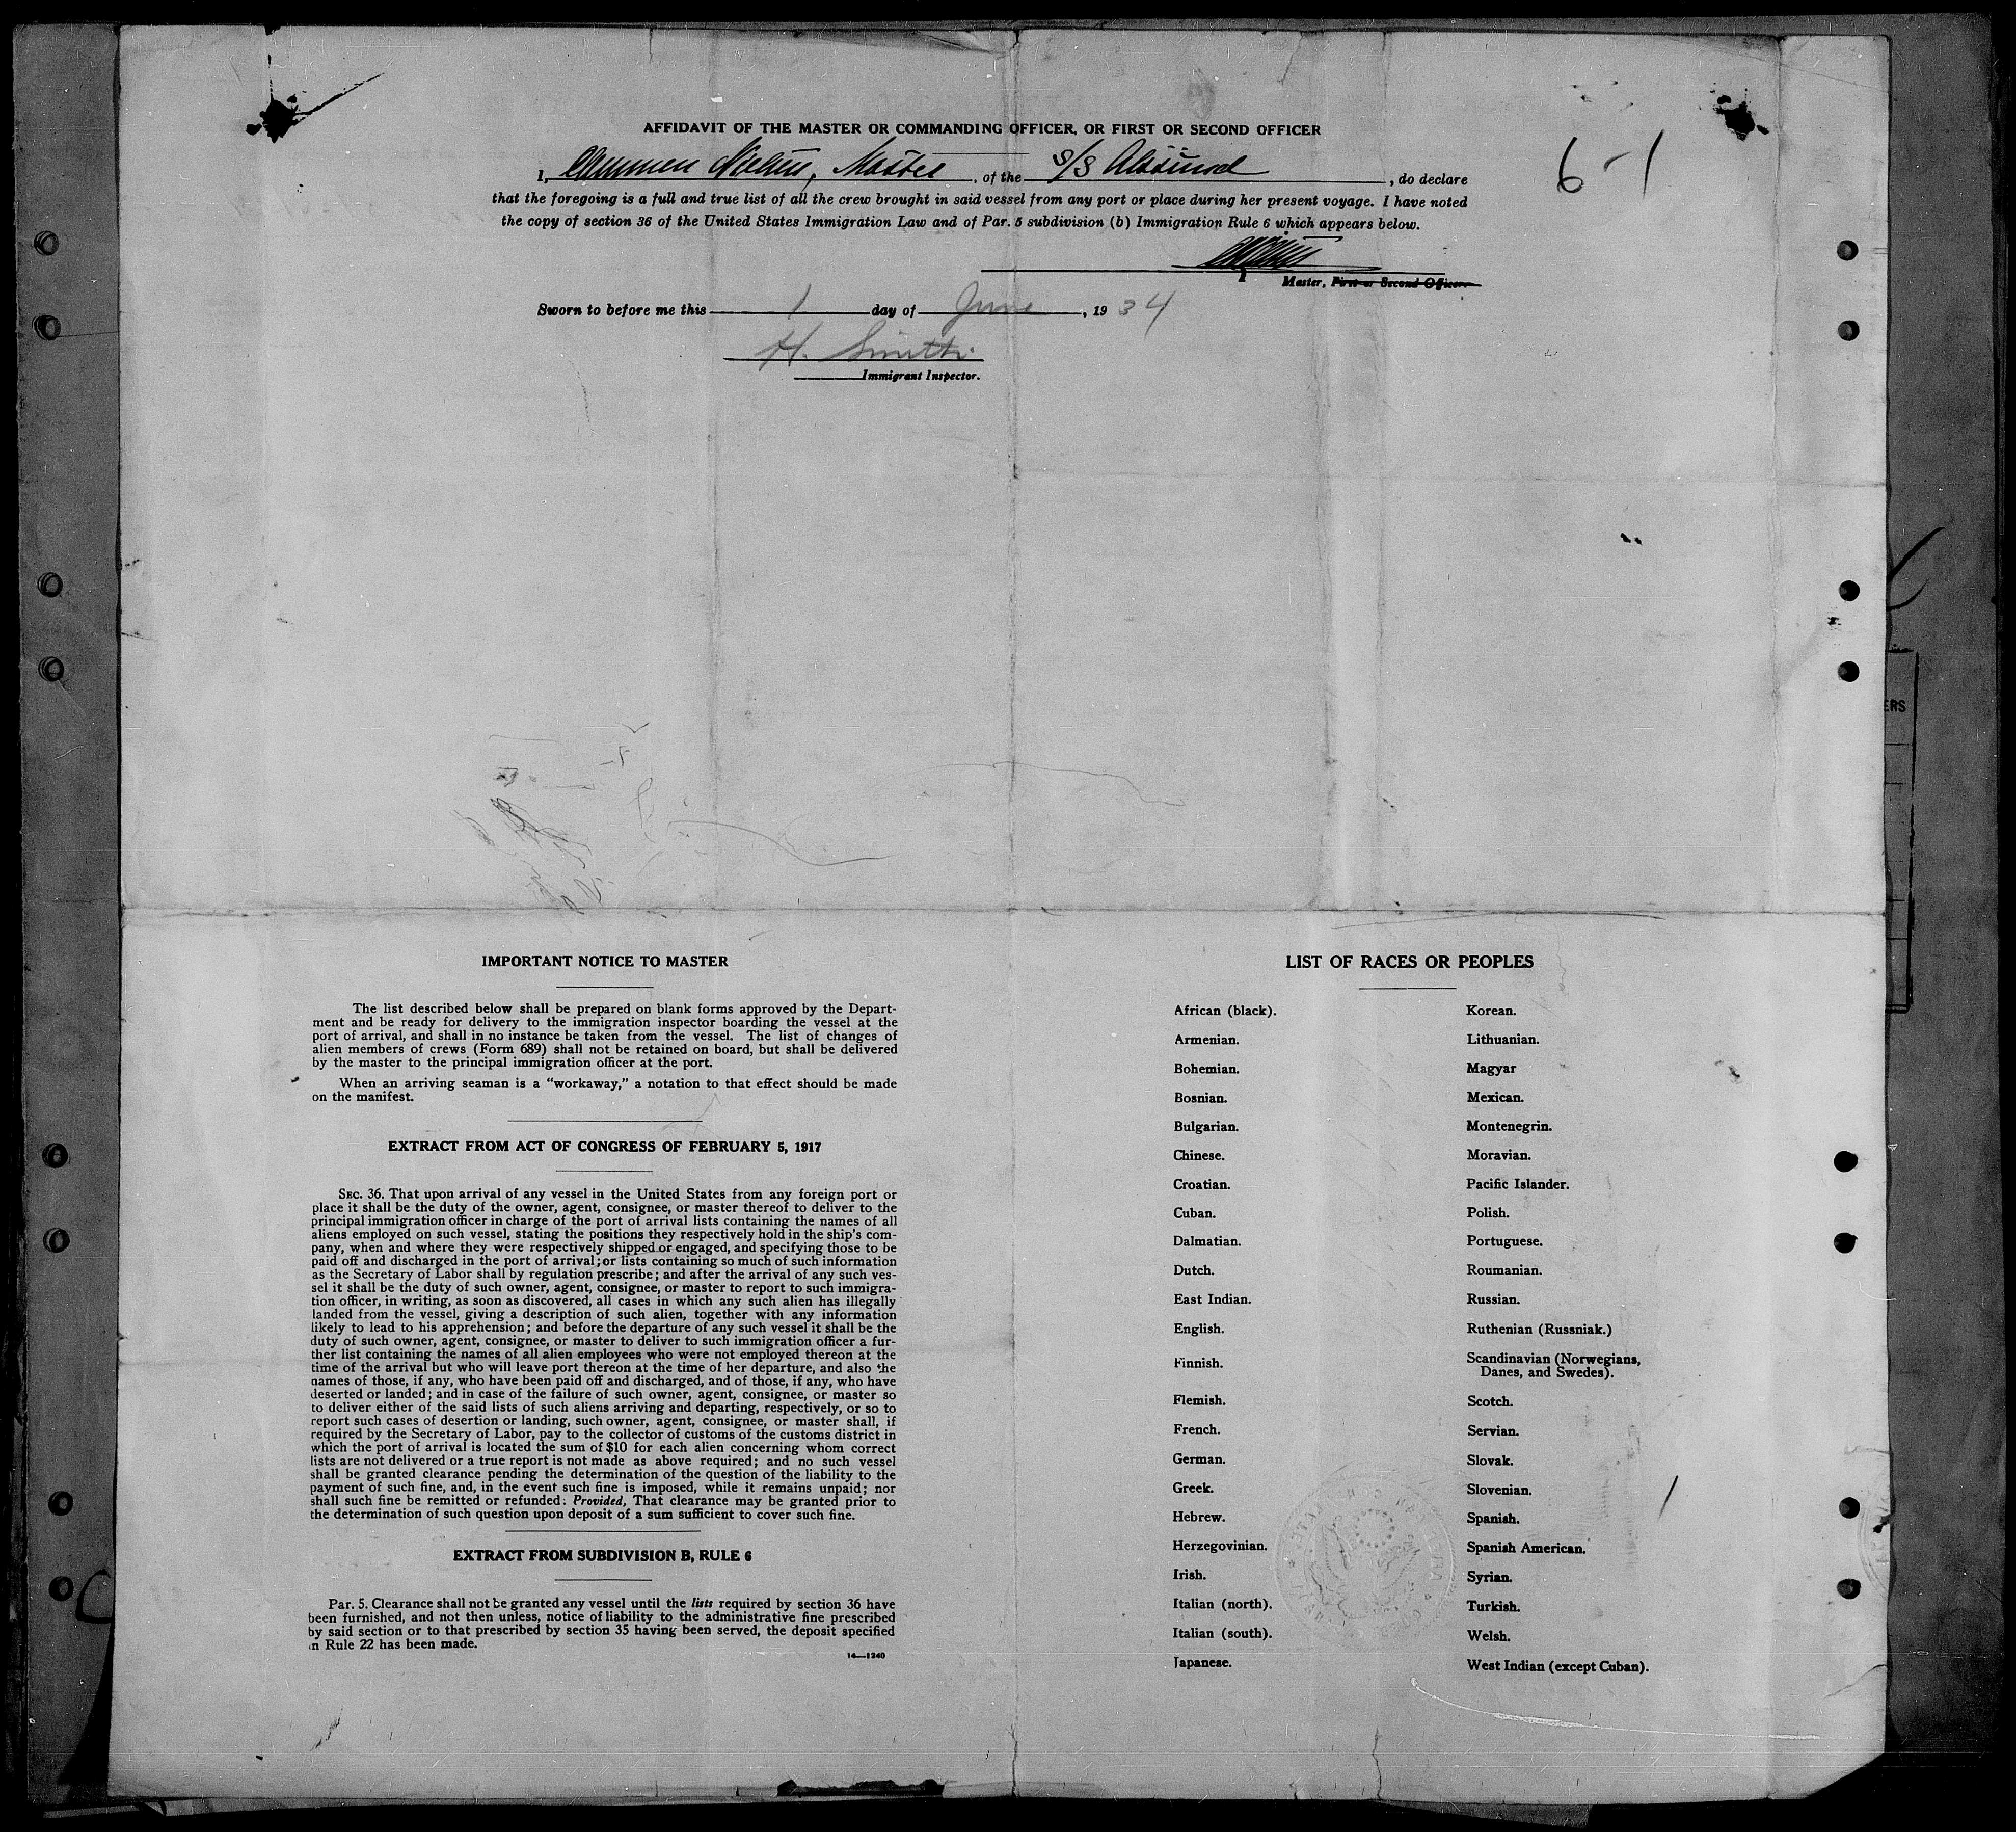 AFFIDAVIT OF THE MASTER OR COMMANDING OFFICER, OR FIRST OR SECOND OFFICER
6-1
I, Master, of the S/S , do declare
that the foregoing is a full and true list of all the crew brought in said vessel from any port or place during her present voyage. I have noted
the copy of section 36 of the United States Immigration Law and of Par. 5 subdivision (b) Immigration Rule 6 which appears below.
Master, First or Second Officer.
Sworn to before me this 1 day of June, 1934
H. Smith
Immigrant Inspector.
ERS
IMPORTANT NOTICE TO MASTER
The list described below shall be prepared on blank forms approved by the Depart-
ment and be ready for delivery to the immigration inspector boarding the vessel at the
port of arrival, and shall in no instance be taken from the vessel. The list of changes of
alien members of crews (Form 689) shall not be retained on board, but shall be delivered
by the master to the principal immigration officer at the port.
When an arriving seaman is a "workaway," a notation to that effect should be made
on the manifest.
EXTRACT FROM ACT OF CONGRESS OF FEBRUARY 5, 1917
SEC. 36. That upon arrival of any vessel in the United States from any foreign port or
place it shall be the duty of the owner, agent, consignee, or master thereof to deliver to the
principal immigration officer in charge of the port of arrival lists containing the names of all
aliens employed on such vessel, stating the positions they respectively hold in the ship's com-
pany, when and where they were respectively shipped or engaged, and specifying those to be
paid off and discharged in the port of arrival; or lists containing so much of such information
as the Secretary of Labor shall by regulation prescribe; and after the arrival of any such ves-
sel it shall be the duty of such owner, agent, consignee, or master to report to such immigra-
tion officer, in writing, as soon as discovered, all cases in which any such alien has illegally
landed from the vessel, giving a description of such alien, together with any information
likely to lead to his apprehension; and before the departure of any such vessel it shall be the
duty of such owner, agent, consignee, or master to deliver to such immigration officer a fur-
ther list containing the names of all alien employees who were not employed thereon at the
time of the arrival but who will leave port thereon at the time of her departure, and also the
names of those, if any, who have been paid off and discharged, and of those, if any, who have
deserted or landed; and in case of the failure of such owner, agent, consignee, or master so
to deliver either of the said lists of such aliens arriving and departing, respectively, or so to
report such cases of desertion or landing, such owner, agent, consignee, or master shall, if
required by the Secretary of Labor, pay to the collector of customs of the customs district in
which the port of arrival is located the sum of $10 for each alien concerning whom correct
lists are not delivered or a true report is not made as above required; and no such vessel
shall be granted clearance pending the determination of the question of the liability to the
payment of such fine, and, in the event such fine is imposed, while it remains unpaid; nor
shall such fine be remitted or refunded: Provided, That clearance may be granted prior to
the determination of such question upon deposit of a sum sufficient to cover such fine.
EXTRACT FROM SUBDIVISION B, RULE 6
Par. 5. Clearance shall not be granted any vessel until the lists required by section 36 have
been furnished, and not then unless, notice of liability to the administrative fine prescribed
by said section or to that prescribed by section 35 having been served, the deposit specified
in Rule 22 has been made.
14—1240
LIST OF RACES OR PEOPLES
African (black).
Armenian.
Bohemian.
Bosnian.
Bulgarian.
Chinese.
Croatian.
Cuban.
Dalmatian.
Dutch.
East Indian.
English.
Finnish.
Flemish.
French.
German.
Greek.
Hebrew.
Herzegovinian.
Irish.
Italian (north).
Italian (south).
Japanese.
Korean.
Lithuanian.
Magyar
Mexican.
Montenegrin.
Moravian.
Pacific Islander.
Polish.
Portuguese.
Roumanian.
Russian.
Ruthenian (Russniak.)
Scandinavian (Norwegians,
Danes, and Swedes).
Scotch.
Servian.
Slovak.
Slovenian.
Spanish.
Spanish American.
Syrian.
Turkish.
Welsh.
West Indian (except Cuban).